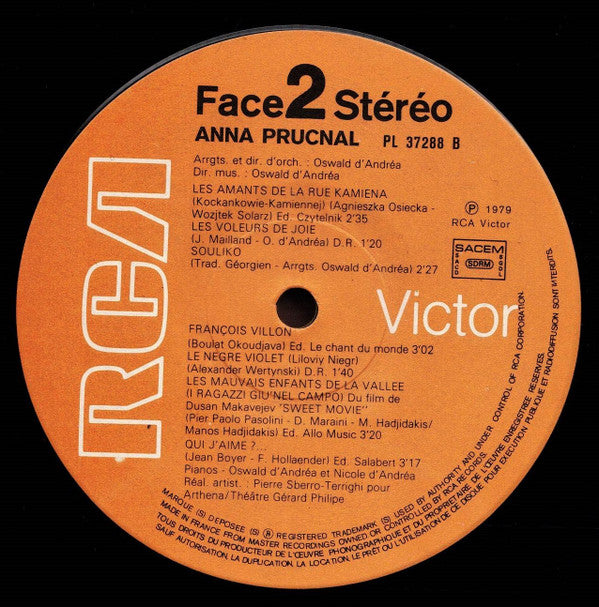 RCA
Face 2 Stéréo
ANNA PRUCNAL PL 37288 B
Arrgts. et dir. d'orch. : Oswald d'Andréa
Dir. mus. : Oswald d'Andréa
LES AMANTS DE LA RUE KAMIENA
(Kockankowie-Kamiennej) (Agnieszka Osiecka -
Wozjtek Solarz) Ed. Czytelnik 2'35
LES VOLEURS DE JOIE
(J. Mailland - O. d'Andréa) D.R. 1'20
SOULIKO
(Trad. Géorgien - Arrgts. Oswald d'Andréa) 2'27
Ⓟ 1979
RCA Victor
SACEM
SACD SDRM SGDL
Victor
FRANÇOIS VILLON
(Boulat Okoudjava) Ed. Le chant du monde 3'02
LE NEGRE VIOLET (Liloviy Niegr)
(Alexander Wertynski) D.R. 1'40
LES MAUVAIS ENFANTS DE LA VALLEE
(I RAGAZZI GIU'NEL CAMPO) Du film de
Dusan Makavejev "SWEET MOVIE"
(Pier Paolo Pasolini - D. Maraini - M. Hadjidakis/
Manos Hadjidakis) Ed. Allo Music 3'20
QUI J'AIME ?...
(Jean Boyer - F. Hollaender) Ed. Salabert 3'17
Pianos - Oswald d'Andréa et Nicole d'Andréa
Réal. artist. : Pierre Sberro-Terrighi pour
Arthena/Théâtre Gérard Philipe
MARQUE (S) DEPOSEE (S) ® REGISTERED TRADEMARK (S) USED BY AUTHORITY AND UNDER CONTROL OF RCA CORPORATION.
MADE IN FRANCE FROM MASTER RECORDINGS OWNED OR CONTROLLED BY RCA RECORDS.
TOUS DROITS DU PRODUCTEUR DE L'ŒUVRE PHONOGRAPHIQUE ET DU PROPRIETAIRE DE L'ŒUVRE ENREGISTREE RESERVES.
SAUF AUTORISATION, LA DUPLICATION, LA LOCATION, LE PRÊT OU L'UTILISATION DE CE DISQUE POUR EXECUTION PUBLIQUE ET RADIODIFFUSION SONT INTERDITS.